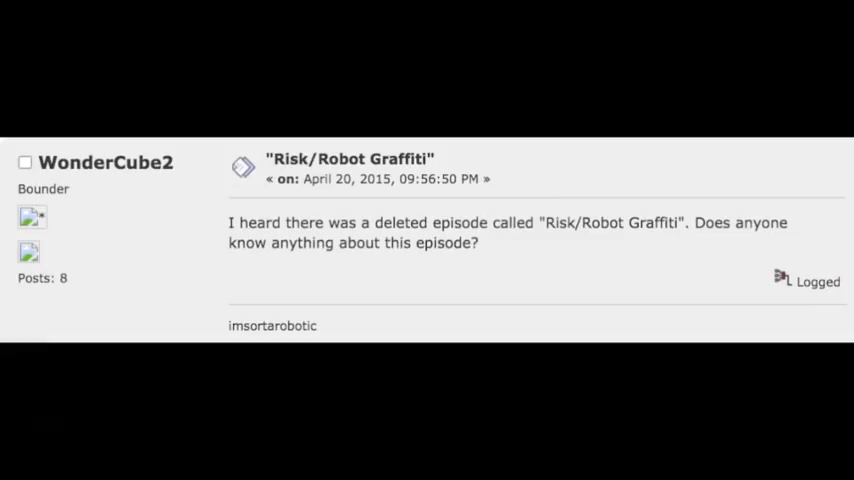 WonderCube2
"Risk/Robot Graffiti"
« on: April 20, 2015, 09:56:50 PM »
Bounder
*
Posts: 8
I heard there was a deleted episode called "Risk/Robot Graffiti". Does anyone
know anything about this episode?
Logged
imsortarobotic